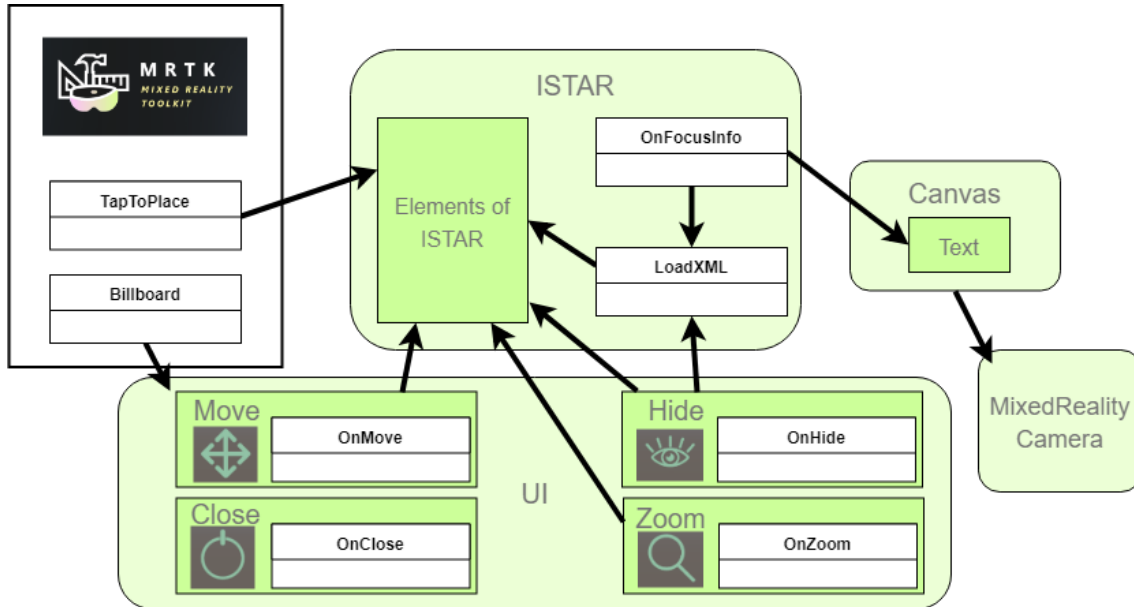 MRTK
MIXED REALITY
TOOLKIT
TapToPlace
Billboard
ISTAR
Elements of
ISTAR
OnFocusInfo
LoadXML
Canvas
Text
MixedReality
Camera
Move
OnMove
Hide
OnHide
UI
Close
OnClose
Zoom
OnZoom